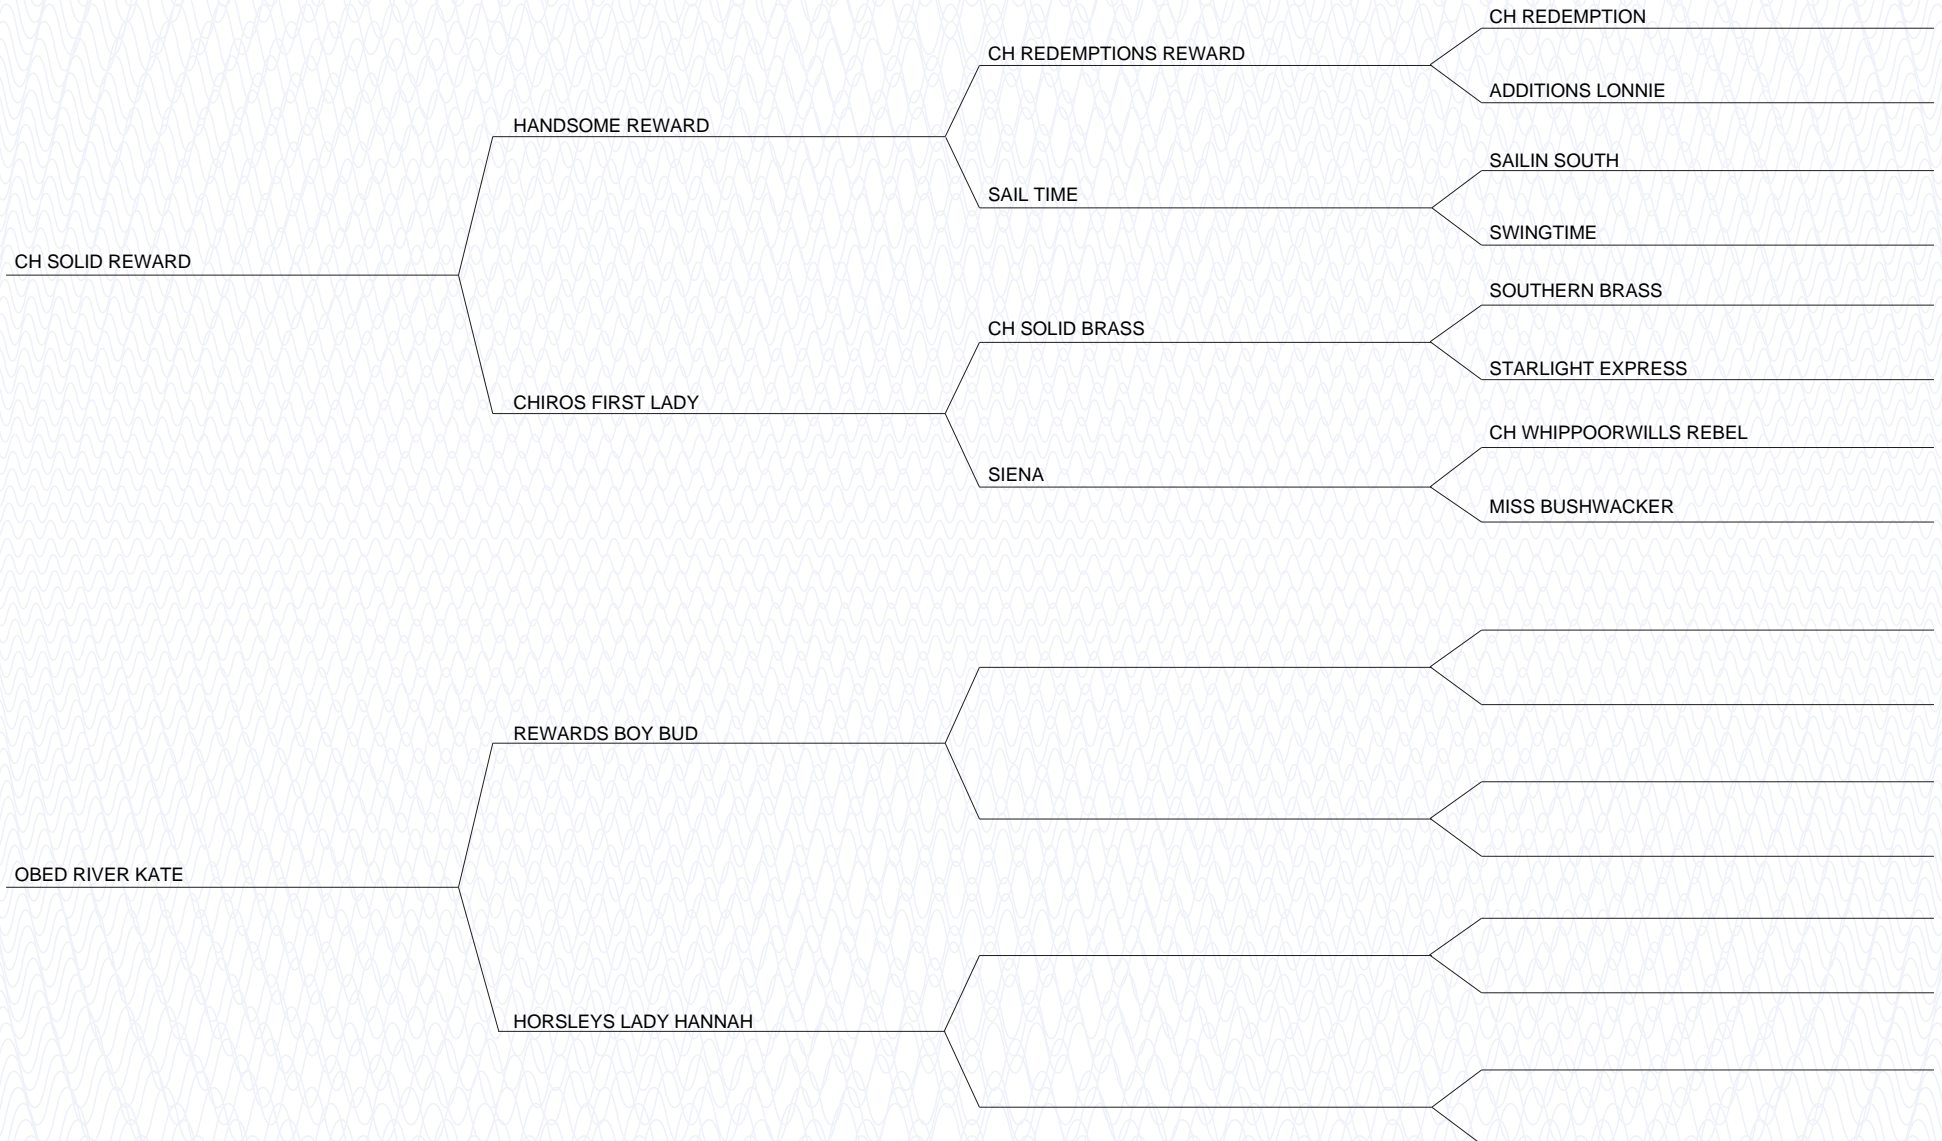 CH REDEMPTION
CH REDEMPTIONS REWARD
ADDITIONS LONNIE
HANDSOME REWARD
SAILIN SOUTH
SAIL TIME
SWINGTIME
CH SOLID REWARD
SOUTHERN BRASS
CH SOLID BRASS
STARLIGHT EXPRESS
CHIROS FIRST LADY
CH WHIPPOORWILLS REBEL
SIENA
MISS BUSHWACKER
REWARDS BOY BUD
OBED RIVER KATE
HORSLEYS LADY HANNAH